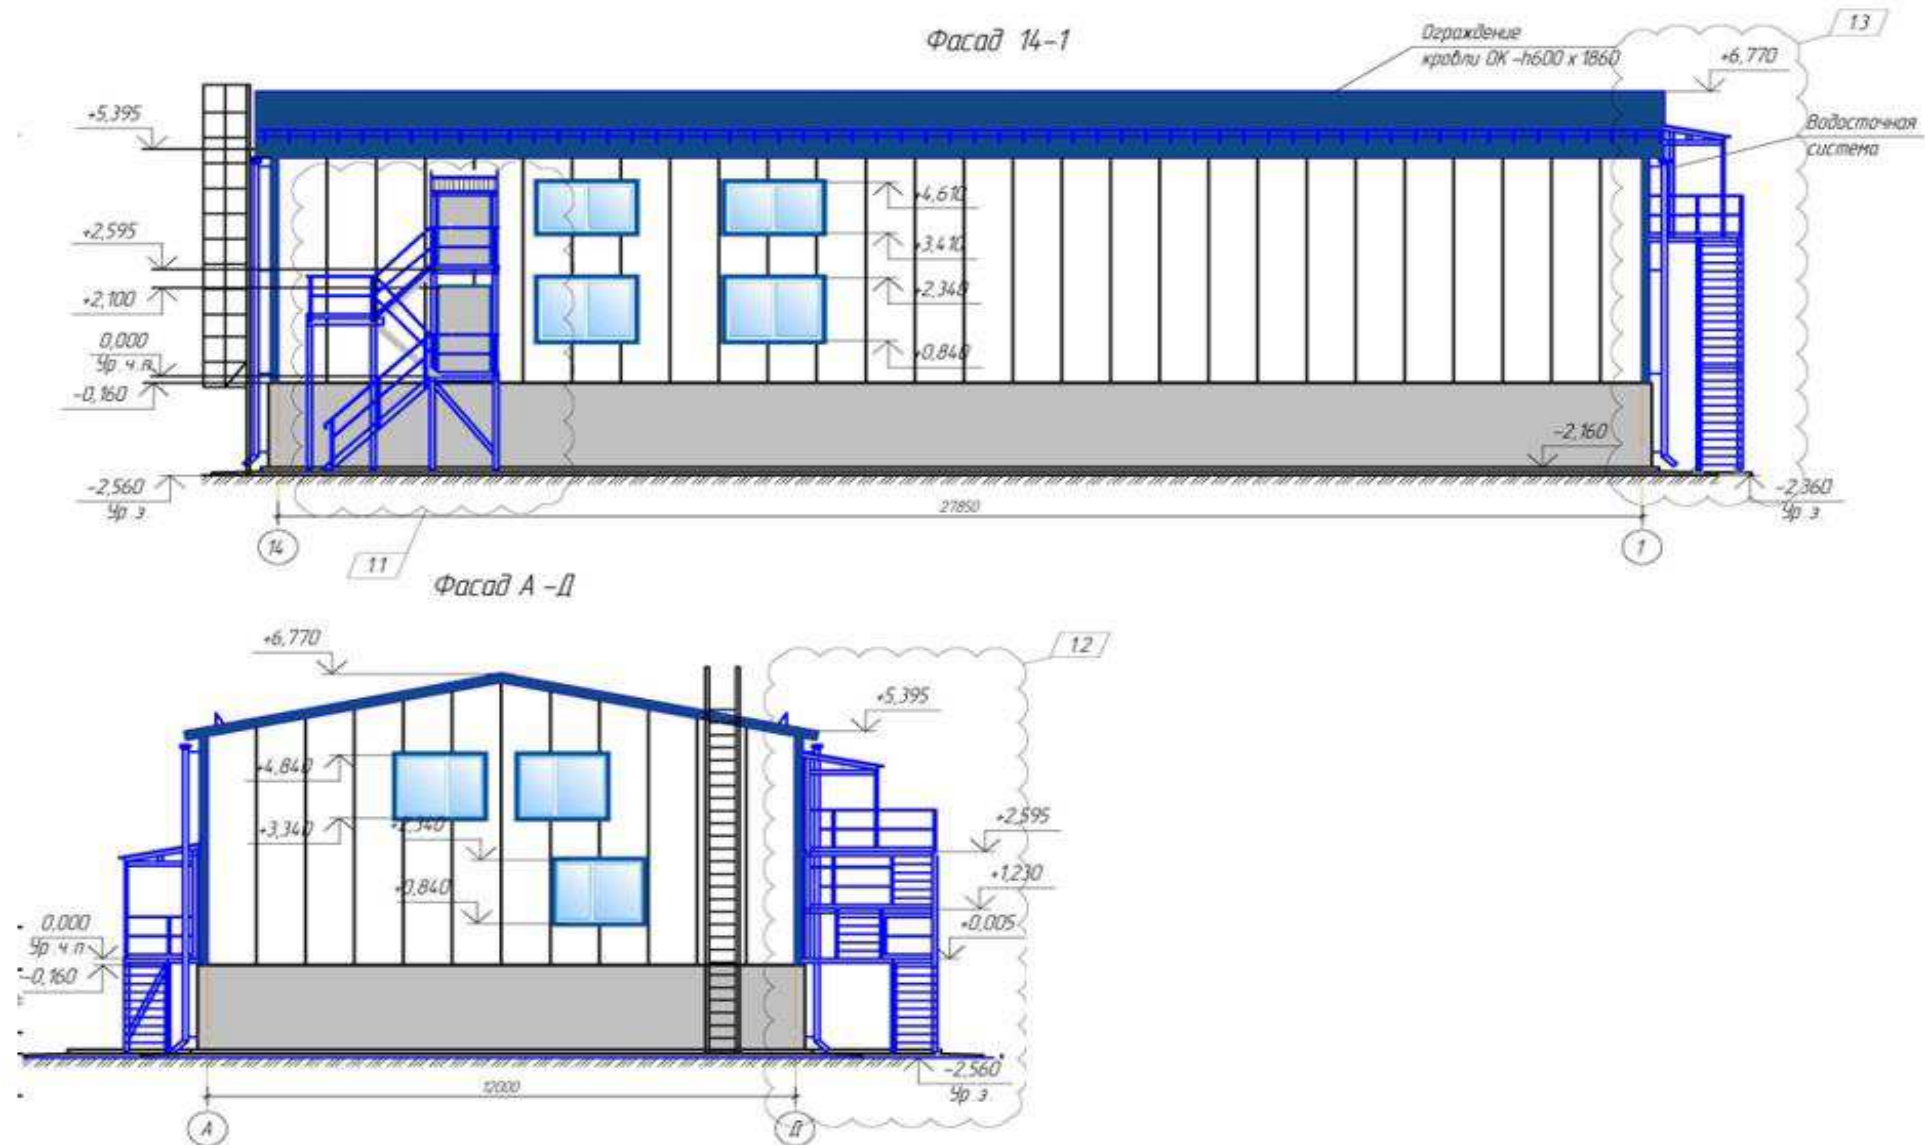 Фасад 14-1
Ограждение
кровли ОК -h600 x 1860
13
+6,770
Водосточная
система
+5,395
+2,595
+2,100
0,000
Ур ч.п
-0,160
-2,560
Ур з
+4,610
+3,410
+2,340
+0,840
-2,160
-2,360
Ур з
27850
14
1
11
Фасад А -Д
+6,770
12
+5,395
+4,840
+3,340
+2,340
+0,840
+2,595
+1,230
+0,005
0,000
Ур ч.п
-0,160
-2,560
Ур з
12000
А
Д